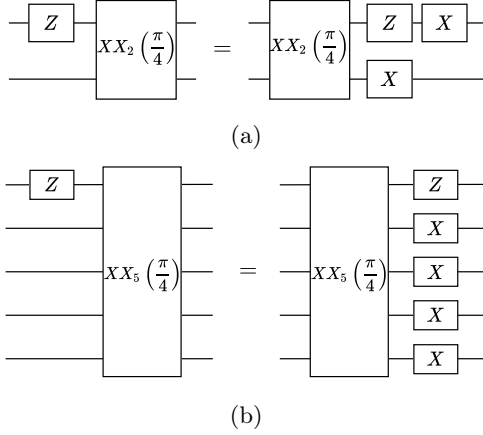 Z XX₂(π/4) = XX₂(π/4) Z X
X
(a)
Z Z
X
XX₅(π/4) = XX₅(π/4) X
X
X
(b)